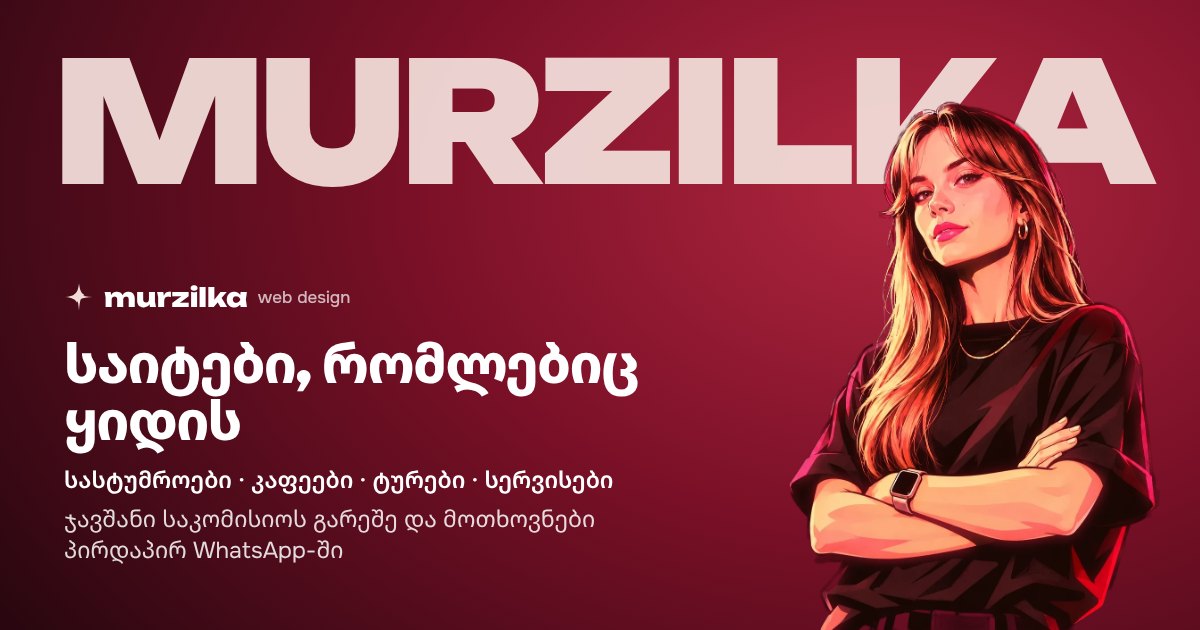 MURZILKA
murzilka web design
საიტები, რომლებიც
ყიდის
სასტუმროები · კაფეები · ტურები · სერვისები
ჯავშანი საკომისიოს გარეშე და მოთხოვნები
პირდაპირ WhatsApp-ში